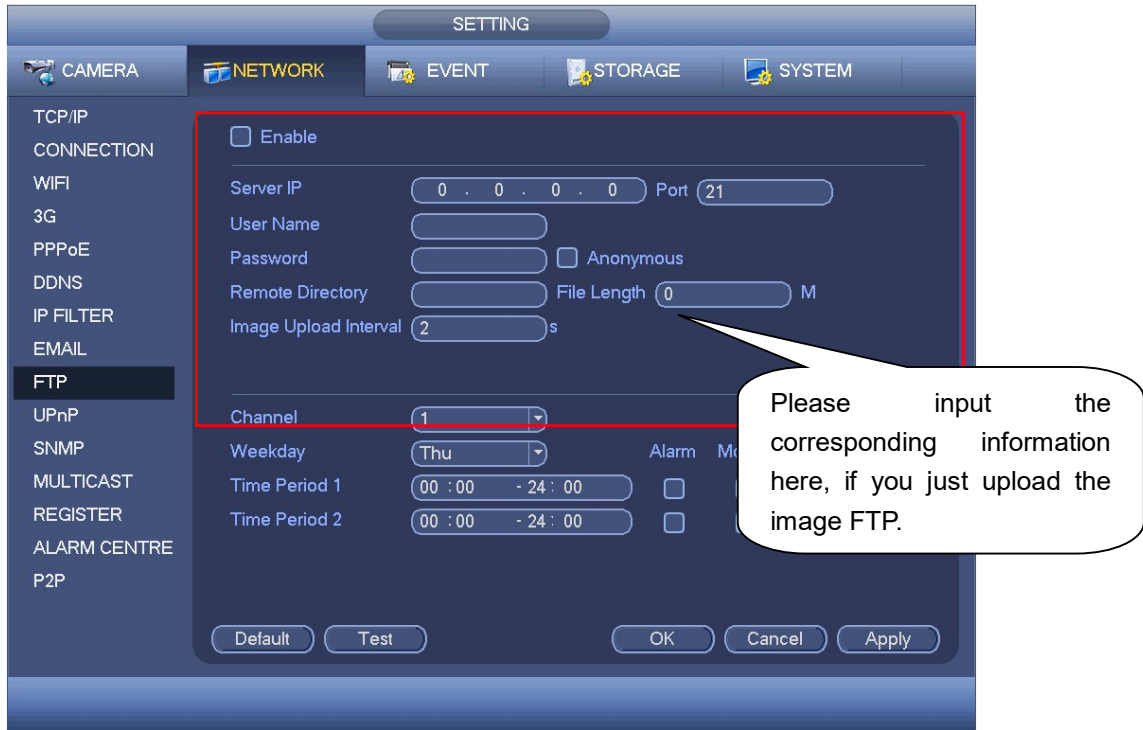 SETTING
CAMERA NETWORK EVENT STORAGE SYSTEM
TCP/IP
CONNECTION
WIFI
3G
PPPoE
DDNS
IP FILTER
EMAIL
FTP
UPnP
SNMP
MULTICAST
REGISTER
ALARM CENTRE
P2P
Enable
Server IP 0 . 0 . 0 . 0 Port 21
User Name
Password Anonymous
Remote Directory File Length 0 M
Image Upload Interval 2 s
Channel 1
Weekday Thu Alarm
Time Period 1 00 :00 - 24 : 00
Time Period 2 00 :00 - 24 : 00
Please input the
corresponding information
here, if you just upload the
image FTP.
Default Test OK Cancel Apply